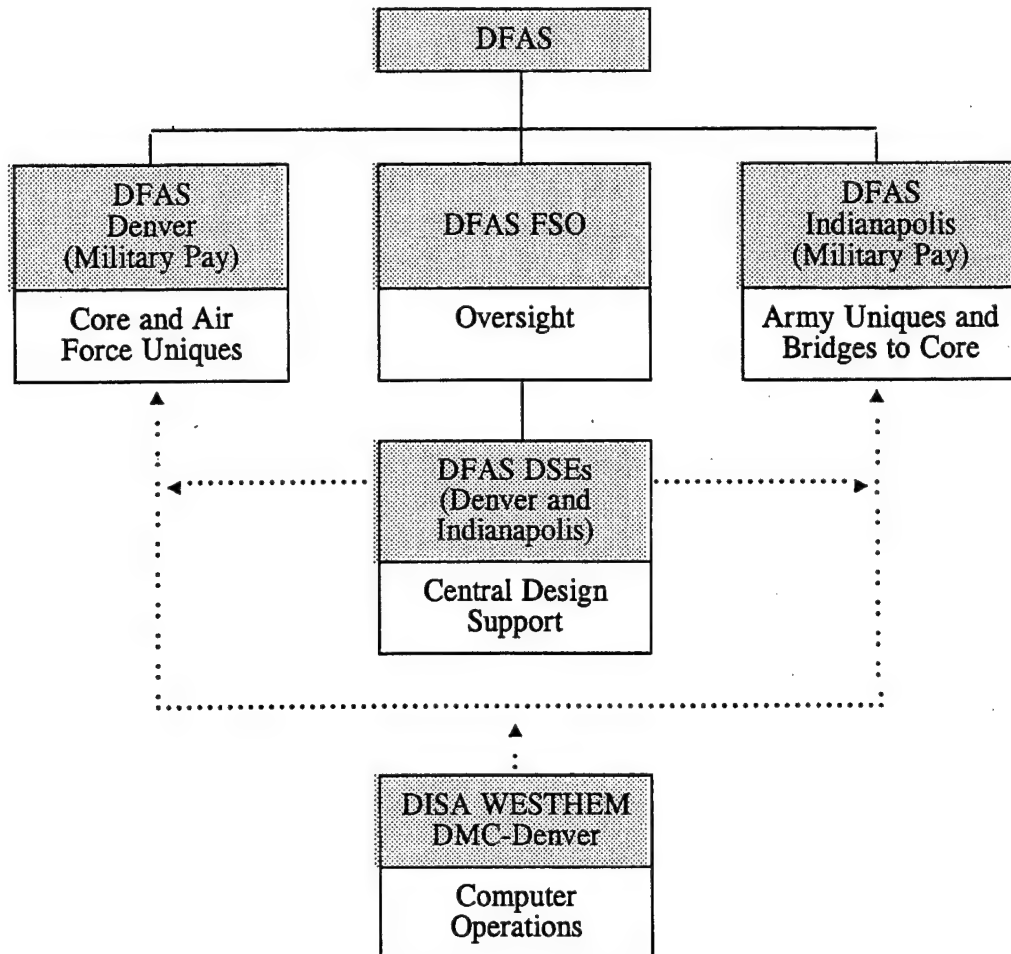 DFAS
DFAS
Denver
(Military Pay)
Core and Air
Force Uniques
DFAS FSO
Oversight
DFAS
Indianapolis
(Military Pay)
Army Uniques and
Bridges to Core
DFAS DSEs
(Denver and
Indianapolis)
Central Design
Support
DISA WESTHEM
DMC-Denver
Computer
Operations